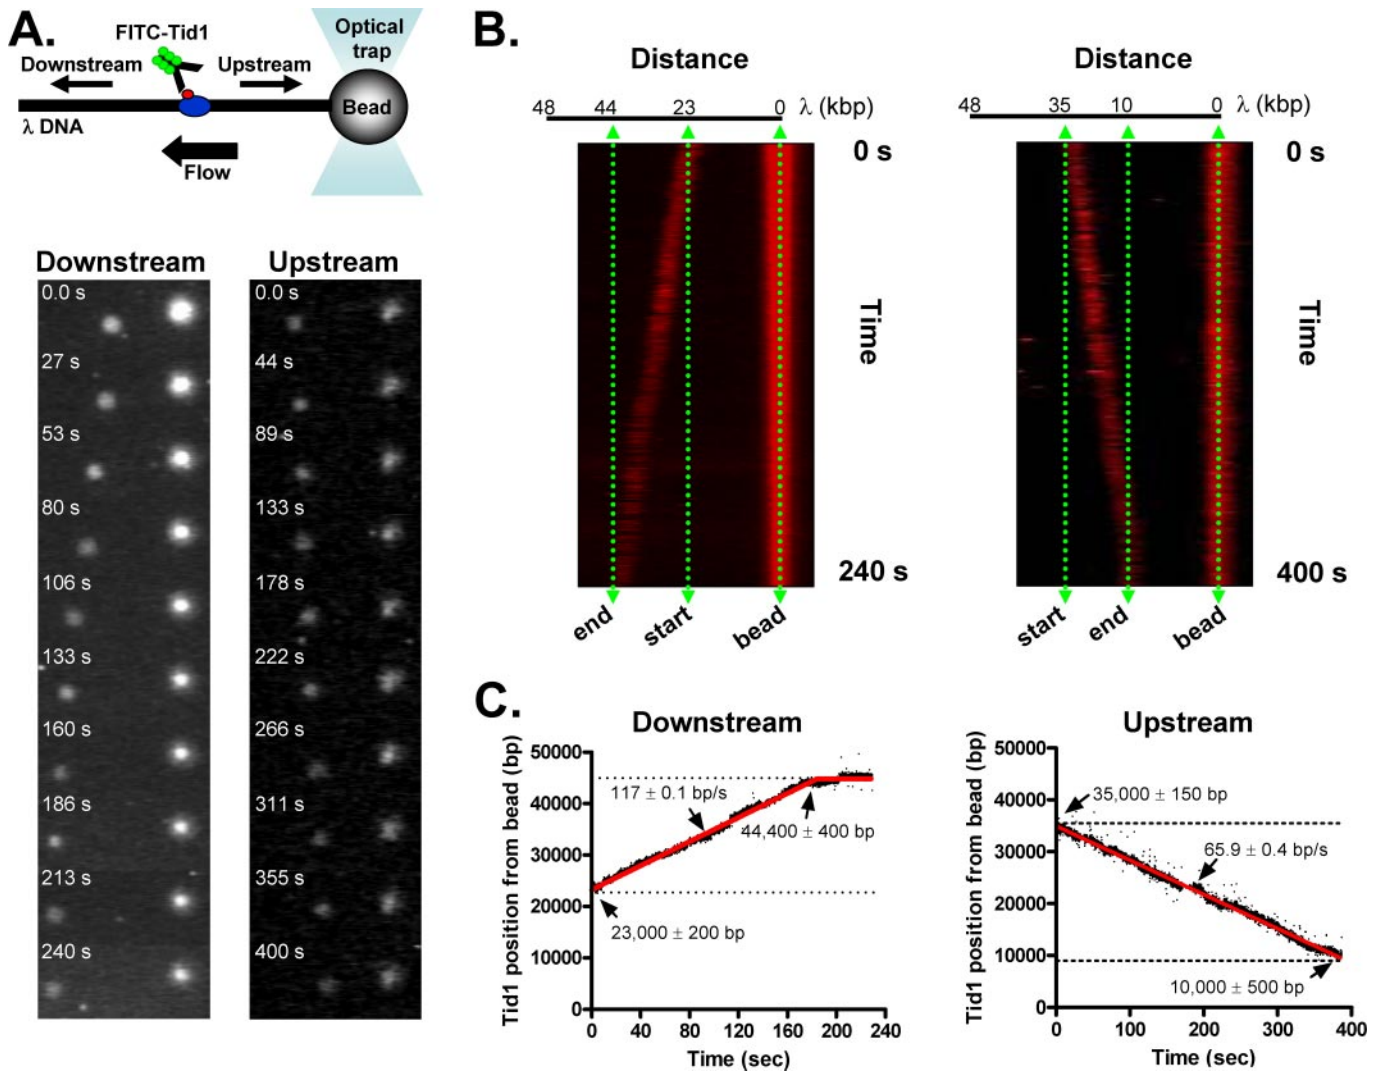 A.
FITC-Tid1
Optical
trap
Downstream
Upstream
Bead
λ DNA
Flow
Downstream
0.0 s
27 s
53 s
80 s
106 s
133 s
160 s
186 s
213 s
240 s
Upstream
0.0 s
44 s
89 s
133 s
178 s
222 s
266 s
311 s
355 s
400 s
B.
Distance
48 44 23 0 λ (kbp)
0 s
Time
240 s
end start bead
Distance
48 35 10 0 λ (kbp)
0 s
Time
400 s
start end bead
C.
Downstream
Tid1 position from bead (bp)
50000
40000
30000
20000
10000
0
117 ± 0.1 bp/s
44,400 ± 400 bp
23,000 ± 200 bp
0 40 80 120 160 200 240
Time (sec)
Upstream
Tid1 position from bead (bp)
50000
40000
30000
20000
10000
0
35,000 ± 150 bp
65.9 ± 0.4 bp/s
10,000 ± 500 bp
0 100 200 300 400
Time (sec)